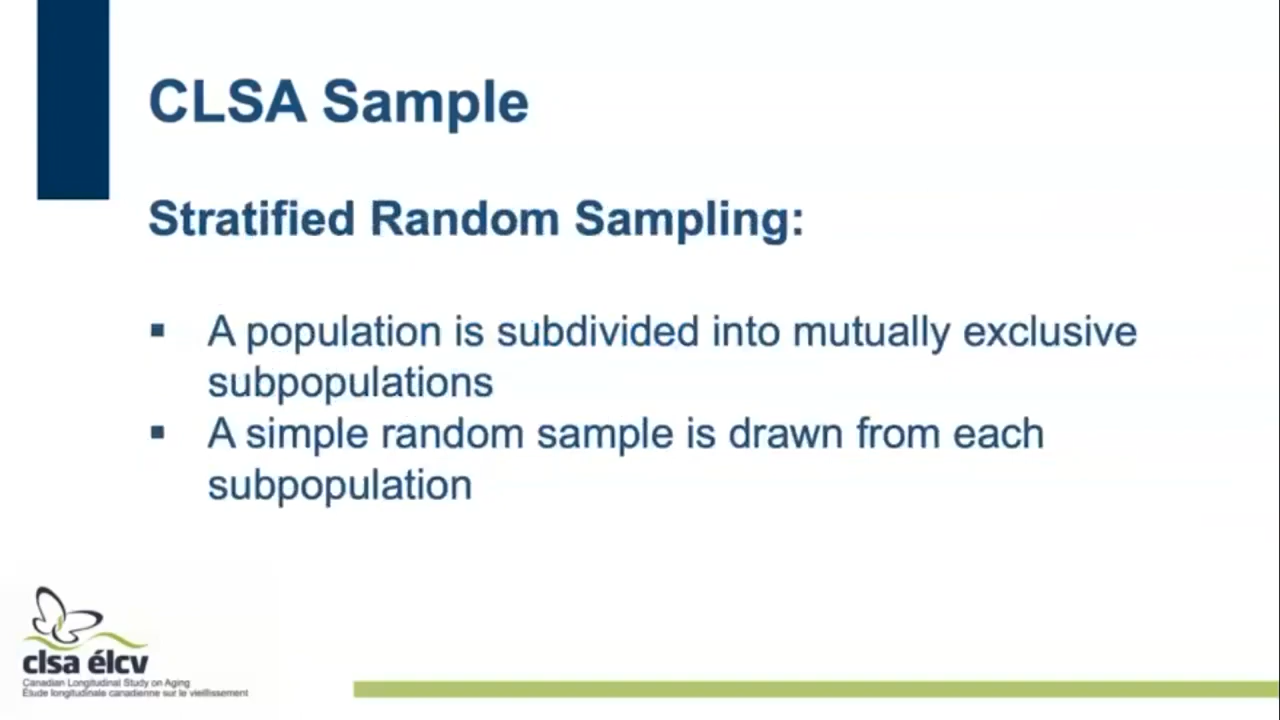 CLSA Sample
Stratified Random Sampling:
▪ A population is subdivided into mutually exclusive
subpopulations
▪ A simple random sample is drawn from each
subpopulation
clsa élcv
Canadian Longitudinal Study on Aging
Étude longitudinale canadienne sur le vieillissement